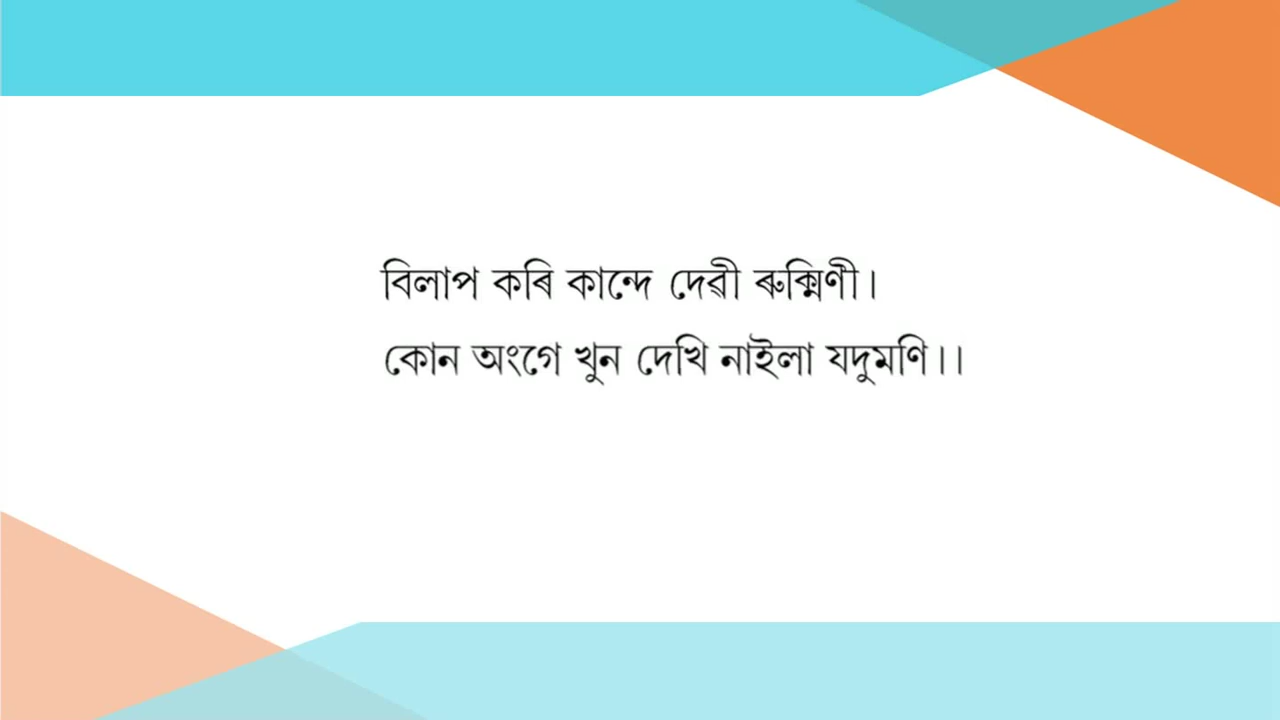 বিলাপ কৰি কান্দে দেৱী ৰুক্মিণী।
কোন অংগে খুন দেখি নাইলা যদুমণি।।